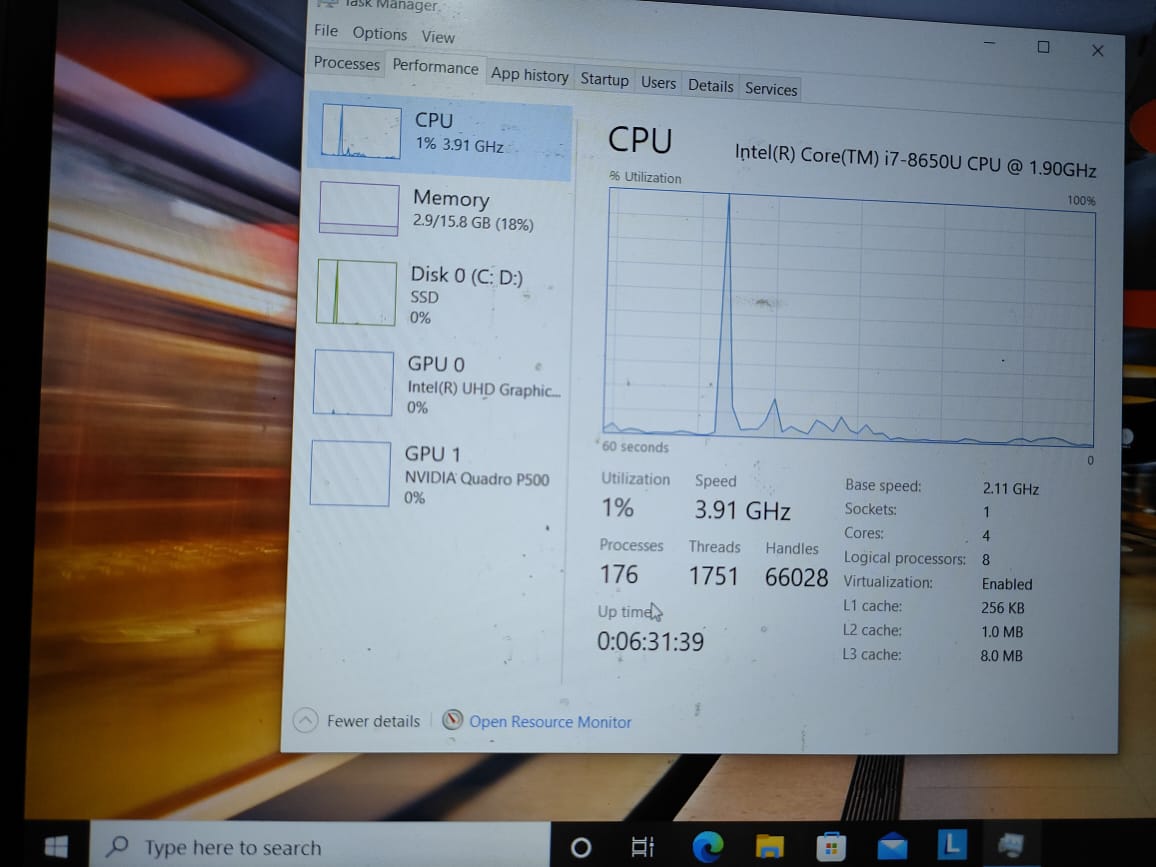 Task Manager
File Options View
Processes Performance App history Startup Users Details Services
CPU
1% 3.91 GHz
Memory
2.9/15.8 GB (18%)
Disk 0 (C: D:)
SSD
0%
GPU 0
Intel(R) UHD Graphic...
0%
GPU 1
NVIDIA Quadro P500
0%
CPU
Intel(R) Core(TM) i7-8650U CPU @ 1.90GHz
% Utilization
100%
60 seconds
0
Utilization Speed
1% 3.91 GHz
Processes Threads Handles
176 1751 66028
Up time
0:06:31:39
Base speed: 2.11 GHz
Sockets: 1
Cores: 4
Logical processors: 8
Virtualization: Enabled
L1 cache: 256 KB
L2 cache: 1.0 MB
L3 cache: 8.0 MB
Fewer details Open Resource Monitor
Type here to search
L